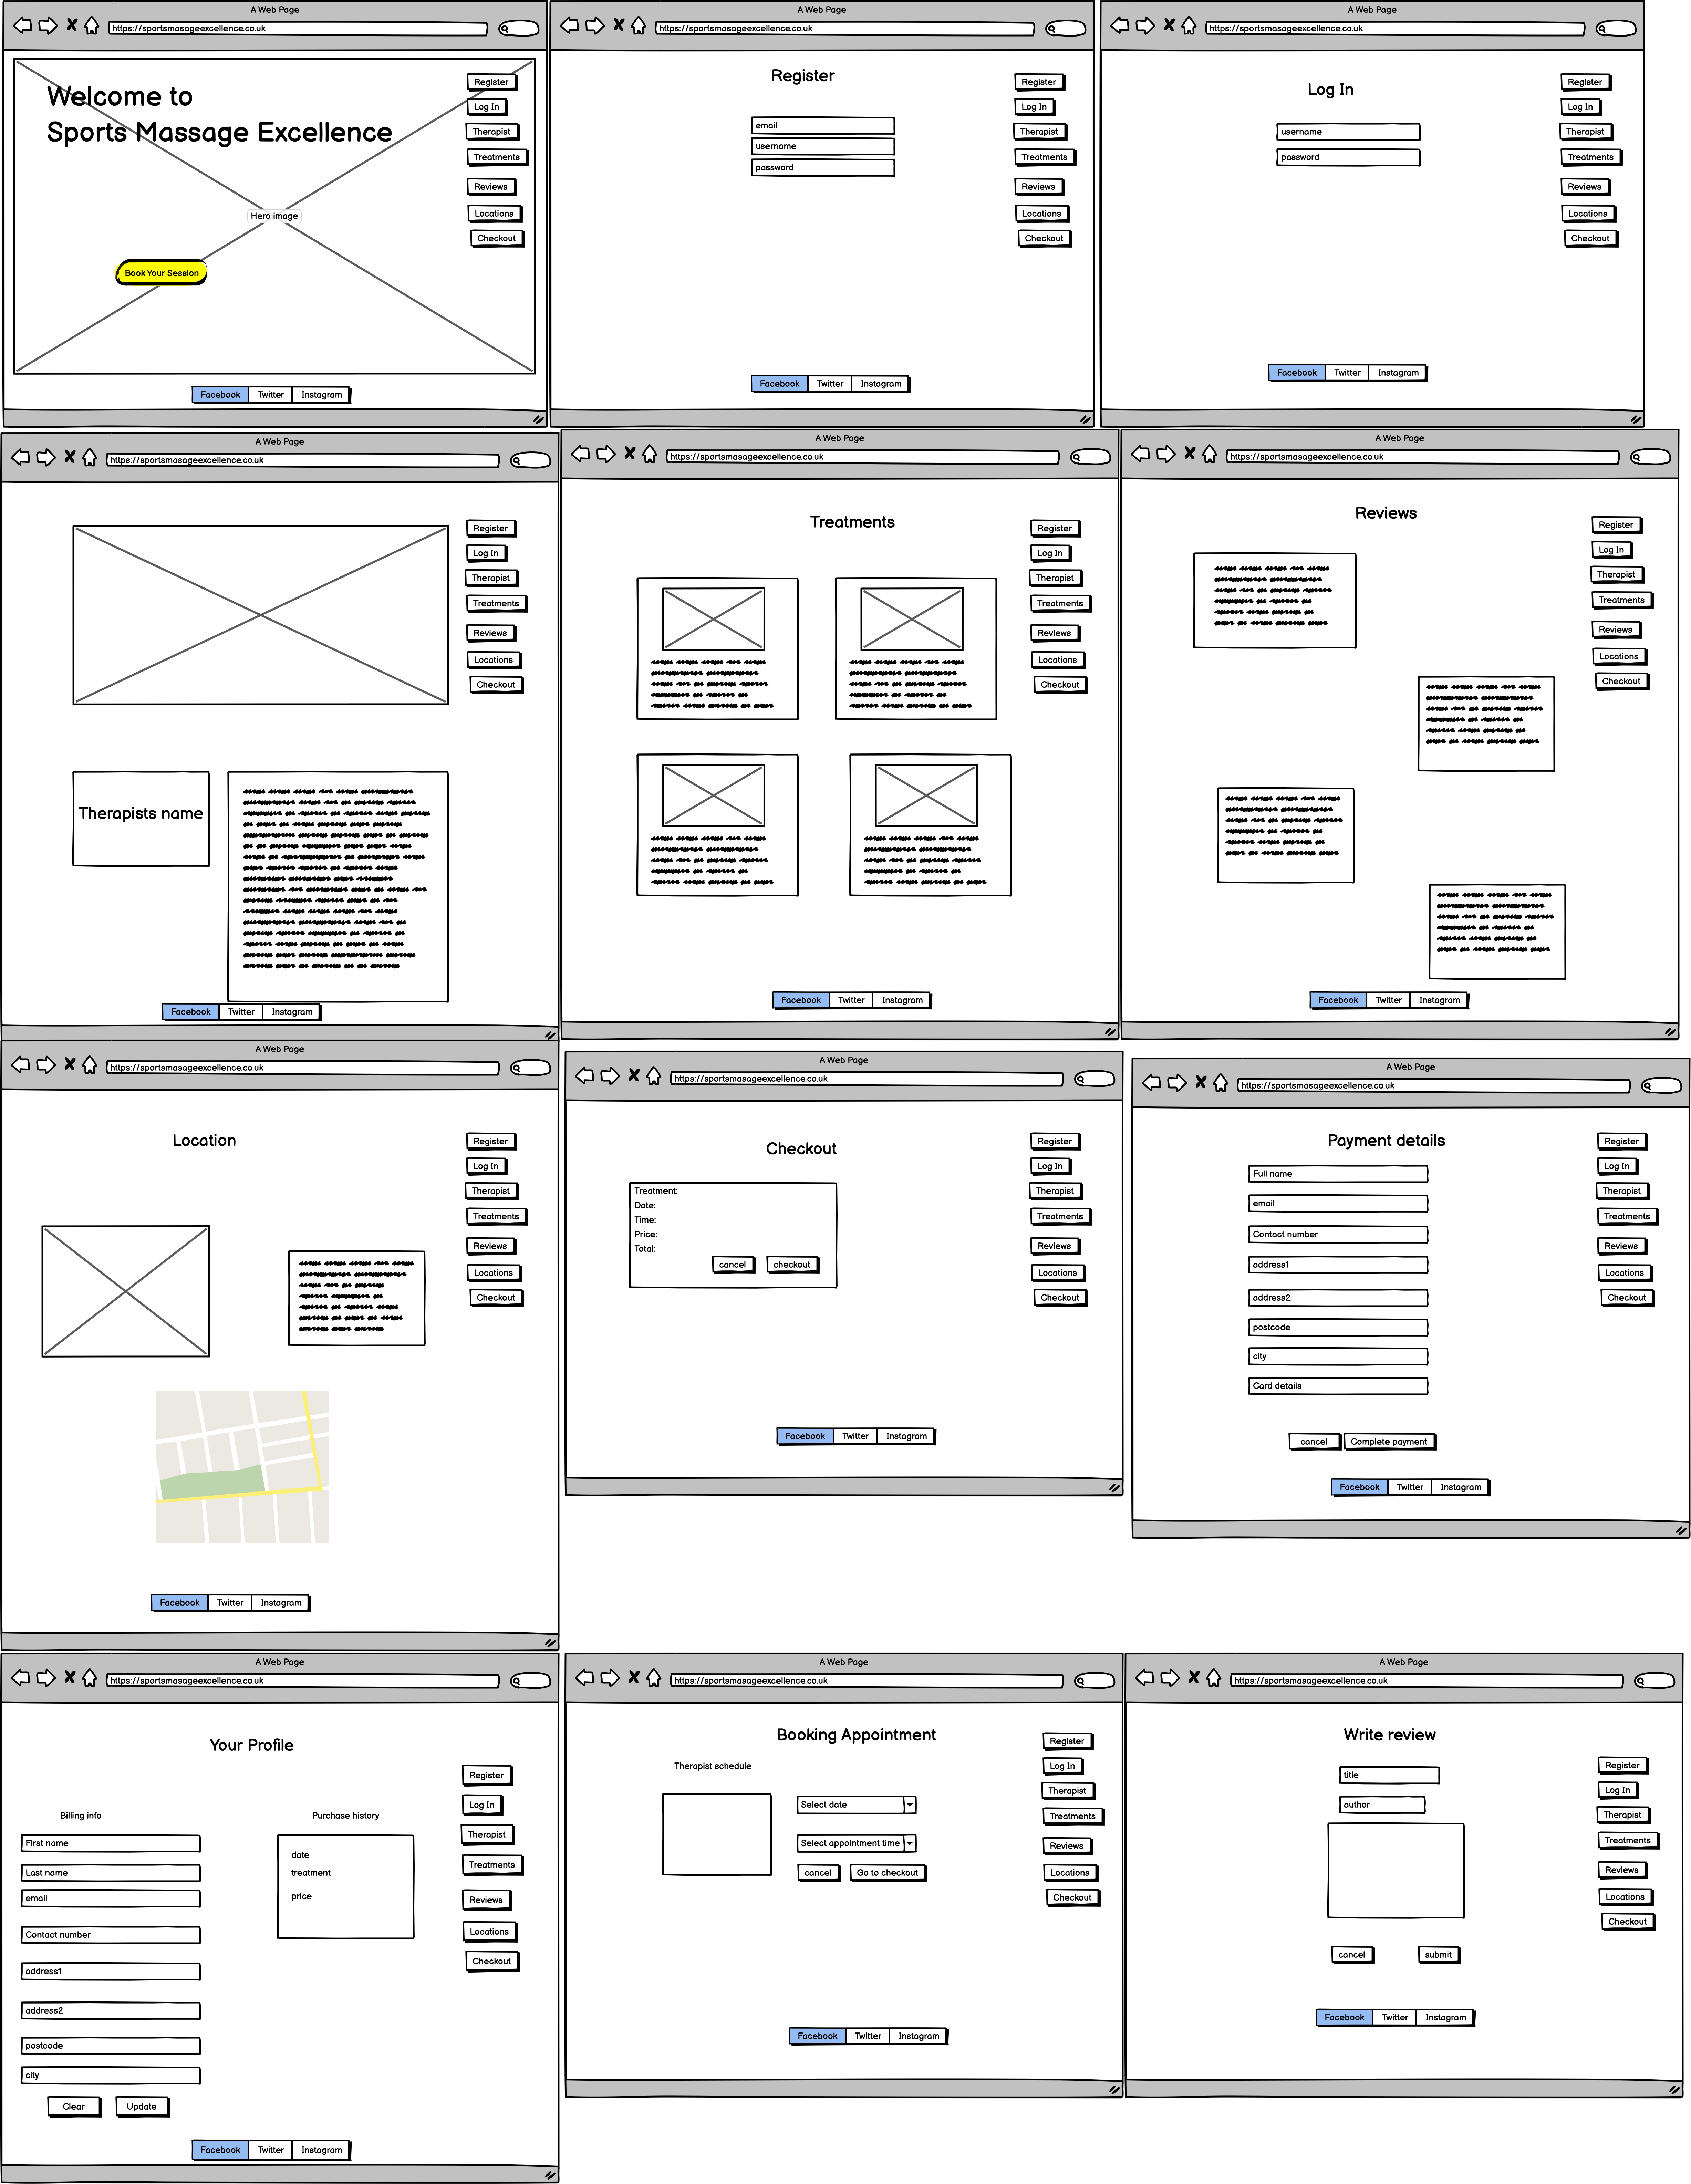 A Web Page
https://sportsmasageexcellence.co.uk
Welcome to
Sports Massage Excellence
Hero image
Book Your Session
Register
Log In
Therapist
Treatments
Reviews
Locations
Checkout
Facebook Twitter Instagram
A Web Page
https://sportsmasageexcellence.co.uk
Register
email
username
password
Register
Log In
Therapist
Treatments
Reviews
Locations
Checkout
Facebook Twitter Instagram
A Web Page
https://sportsmasageexcellence.co.uk
Log In
username
password
Register
Log In
Therapist
Treatments
Reviews
Locations
Checkout
Facebook Twitter Instagram
A Web Page
https://sportsmasageexcellence.co.uk
Register
Log In
Therapist
Treatments
Reviews
Locations
Checkout
Therapists name
Facebook Twitter Instagram
A Web Page
https://sportsmasageexcellence.co.uk
Treatments
Register
Log In
Therapist
Treatments
Reviews
Locations
Checkout
Facebook Twitter Instagram
A Web Page
https://sportsmasageexcellence.co.uk
Reviews
Register
Log In
Therapist
Treatments
Reviews
Locations
Checkout
Facebook Twitter Instagram
A Web Page
https://sportsmasageexcellence.co.uk
Location
Register
Log In
Therapist
Treatments
Reviews
Locations
Checkout
Facebook Twitter Instagram
A Web Page
https://sportsmasageexcellence.co.uk
Checkout
Treatment:
Date:
Time:
Price:
Total:
cancel checkout
Register
Log In
Therapist
Treatments
Reviews
Locations
Checkout
Facebook Twitter Instagram
A Web Page
https://sportsmasageexcellence.co.uk
Payment details
Full name
email
Contact number
address1
address2
postcode
city
Card details
cancel Complete payment
Register
Log In
Therapist
Treatments
Reviews
Locations
Checkout
Facebook Twitter Instagram
A Web Page
https://sportsmasageexcellence.co.uk
Your Profile
Billing info
First name
Last name
email
Contact number
address1
address2
postcode
city
Clear Update
Purchase history
date
treatment
price
Register
Log In
Therapist
Treatments
Reviews
Locations
Checkout
Facebook Twitter Instagram
A Web Page
https://sportsmasageexcellence.co.uk
Booking Appointment
Therapist schedule
Select date
Select appointment time
cancel Go to checkout
Register
Log In
Therapist
Treatments
Reviews
Locations
Checkout
Facebook Twitter Instagram
A Web Page
https://sportsmasageexcellence.co.uk
Write review
title
author
cancel submit
Register
Log In
Therapist
Treatments
Reviews
Locations
Checkout
Facebook Twitter Instagram